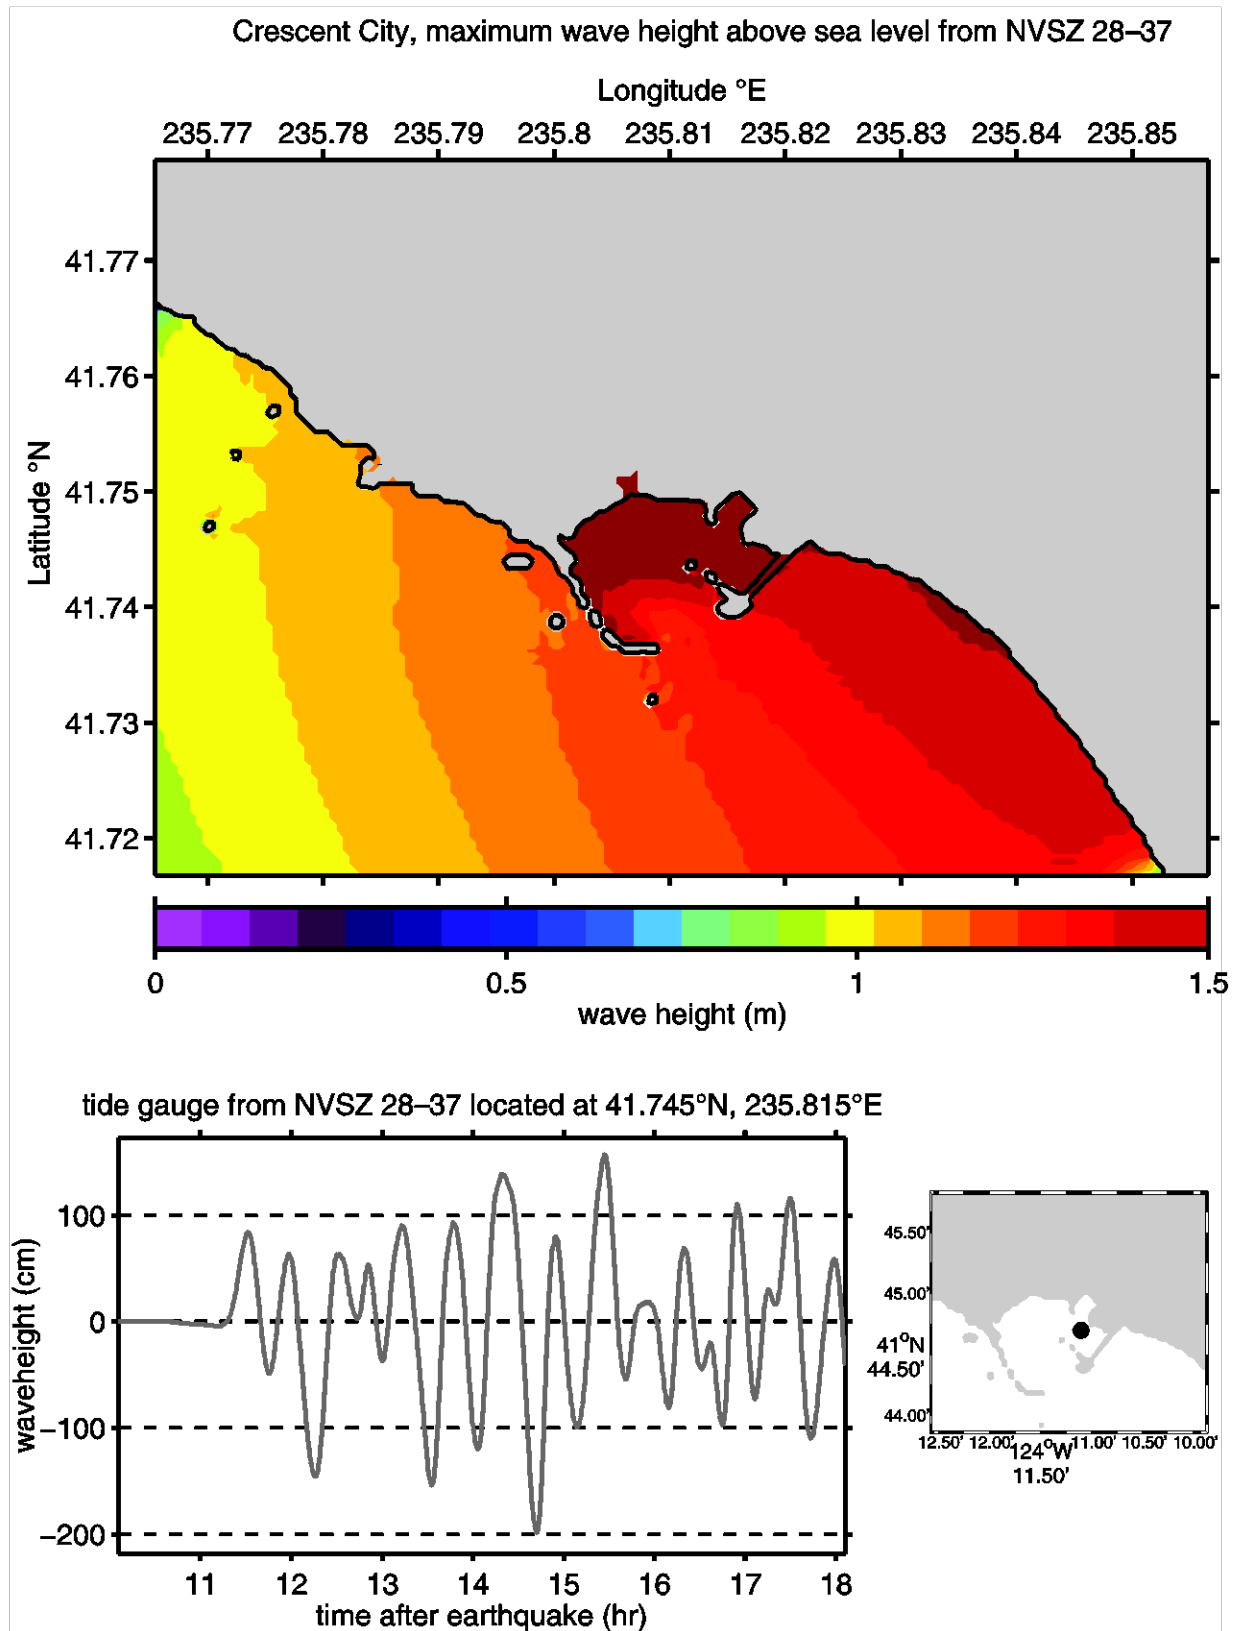 Crescent City, maximum wave height above sea level from NVSZ 28–37
Longitude °E
235.77 235.78 235.79 235.8 235.81 235.82 235.83 235.84 235.85
Latitude °N
41.77
41.76
41.75
41.74
41.73
41.72
0 0.5 1 1.5
wave height (m)
tide gauge from NVSZ 28–37 located at 41.745°N, 235.815°E
waveheight (cm)
100
0
−100
−200
11 12 13 14 15 16 17 18
time after earthquake (hr)
45.50'
45.00'
41°N
44.50'
44.00'
12.50' 12.00' 124°W 11.00' 10.50' 10.00'
11.50'